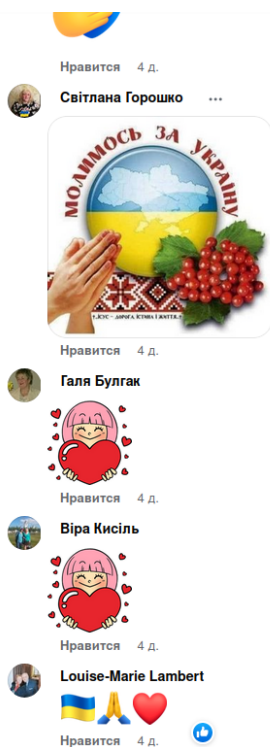 Нравится 4 д.
Світлана Горошко
МОЛИМОСЬ ЗА УКРАЇНУ
Нравится 4 д.
Галя Булгак
Нравится 4 д.
Віра Кисіль
Нравится 4 д.
Louise-Marie Lambert
Нравится 4 д.